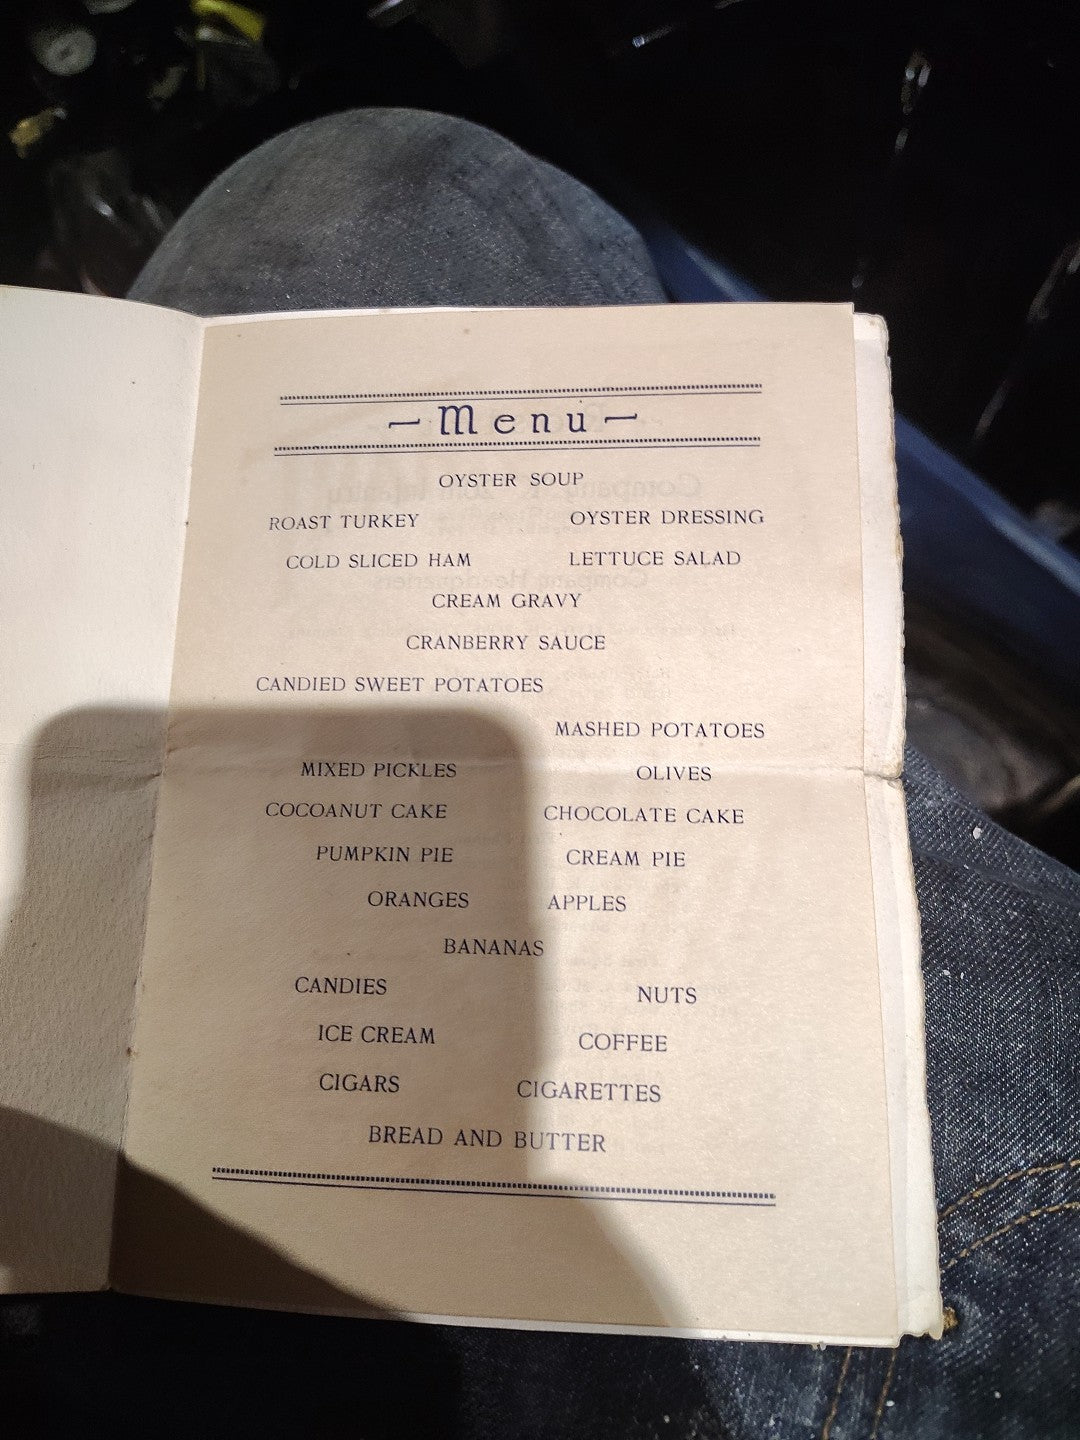 Menu
OYSTER SOUP
ROAST TURKEY OYSTER DRESSING
COLD SLICED HAM LETTUCE SALAD
CREAM GRAVY
CRANBERRY SAUCE
CANDIED SWEET POTATOES
MASHED POTATOES
MIXED PICKLES OLIVES
COCOANUT CAKE CHOCOLATE CAKE
PUMPKIN PIE CREAM PIE
ORANGES APPLES
BANANAS
CANDIES NUTS
ICE CREAM COFFEE
CIGARS CIGARETTES
BREAD AND BUTTER